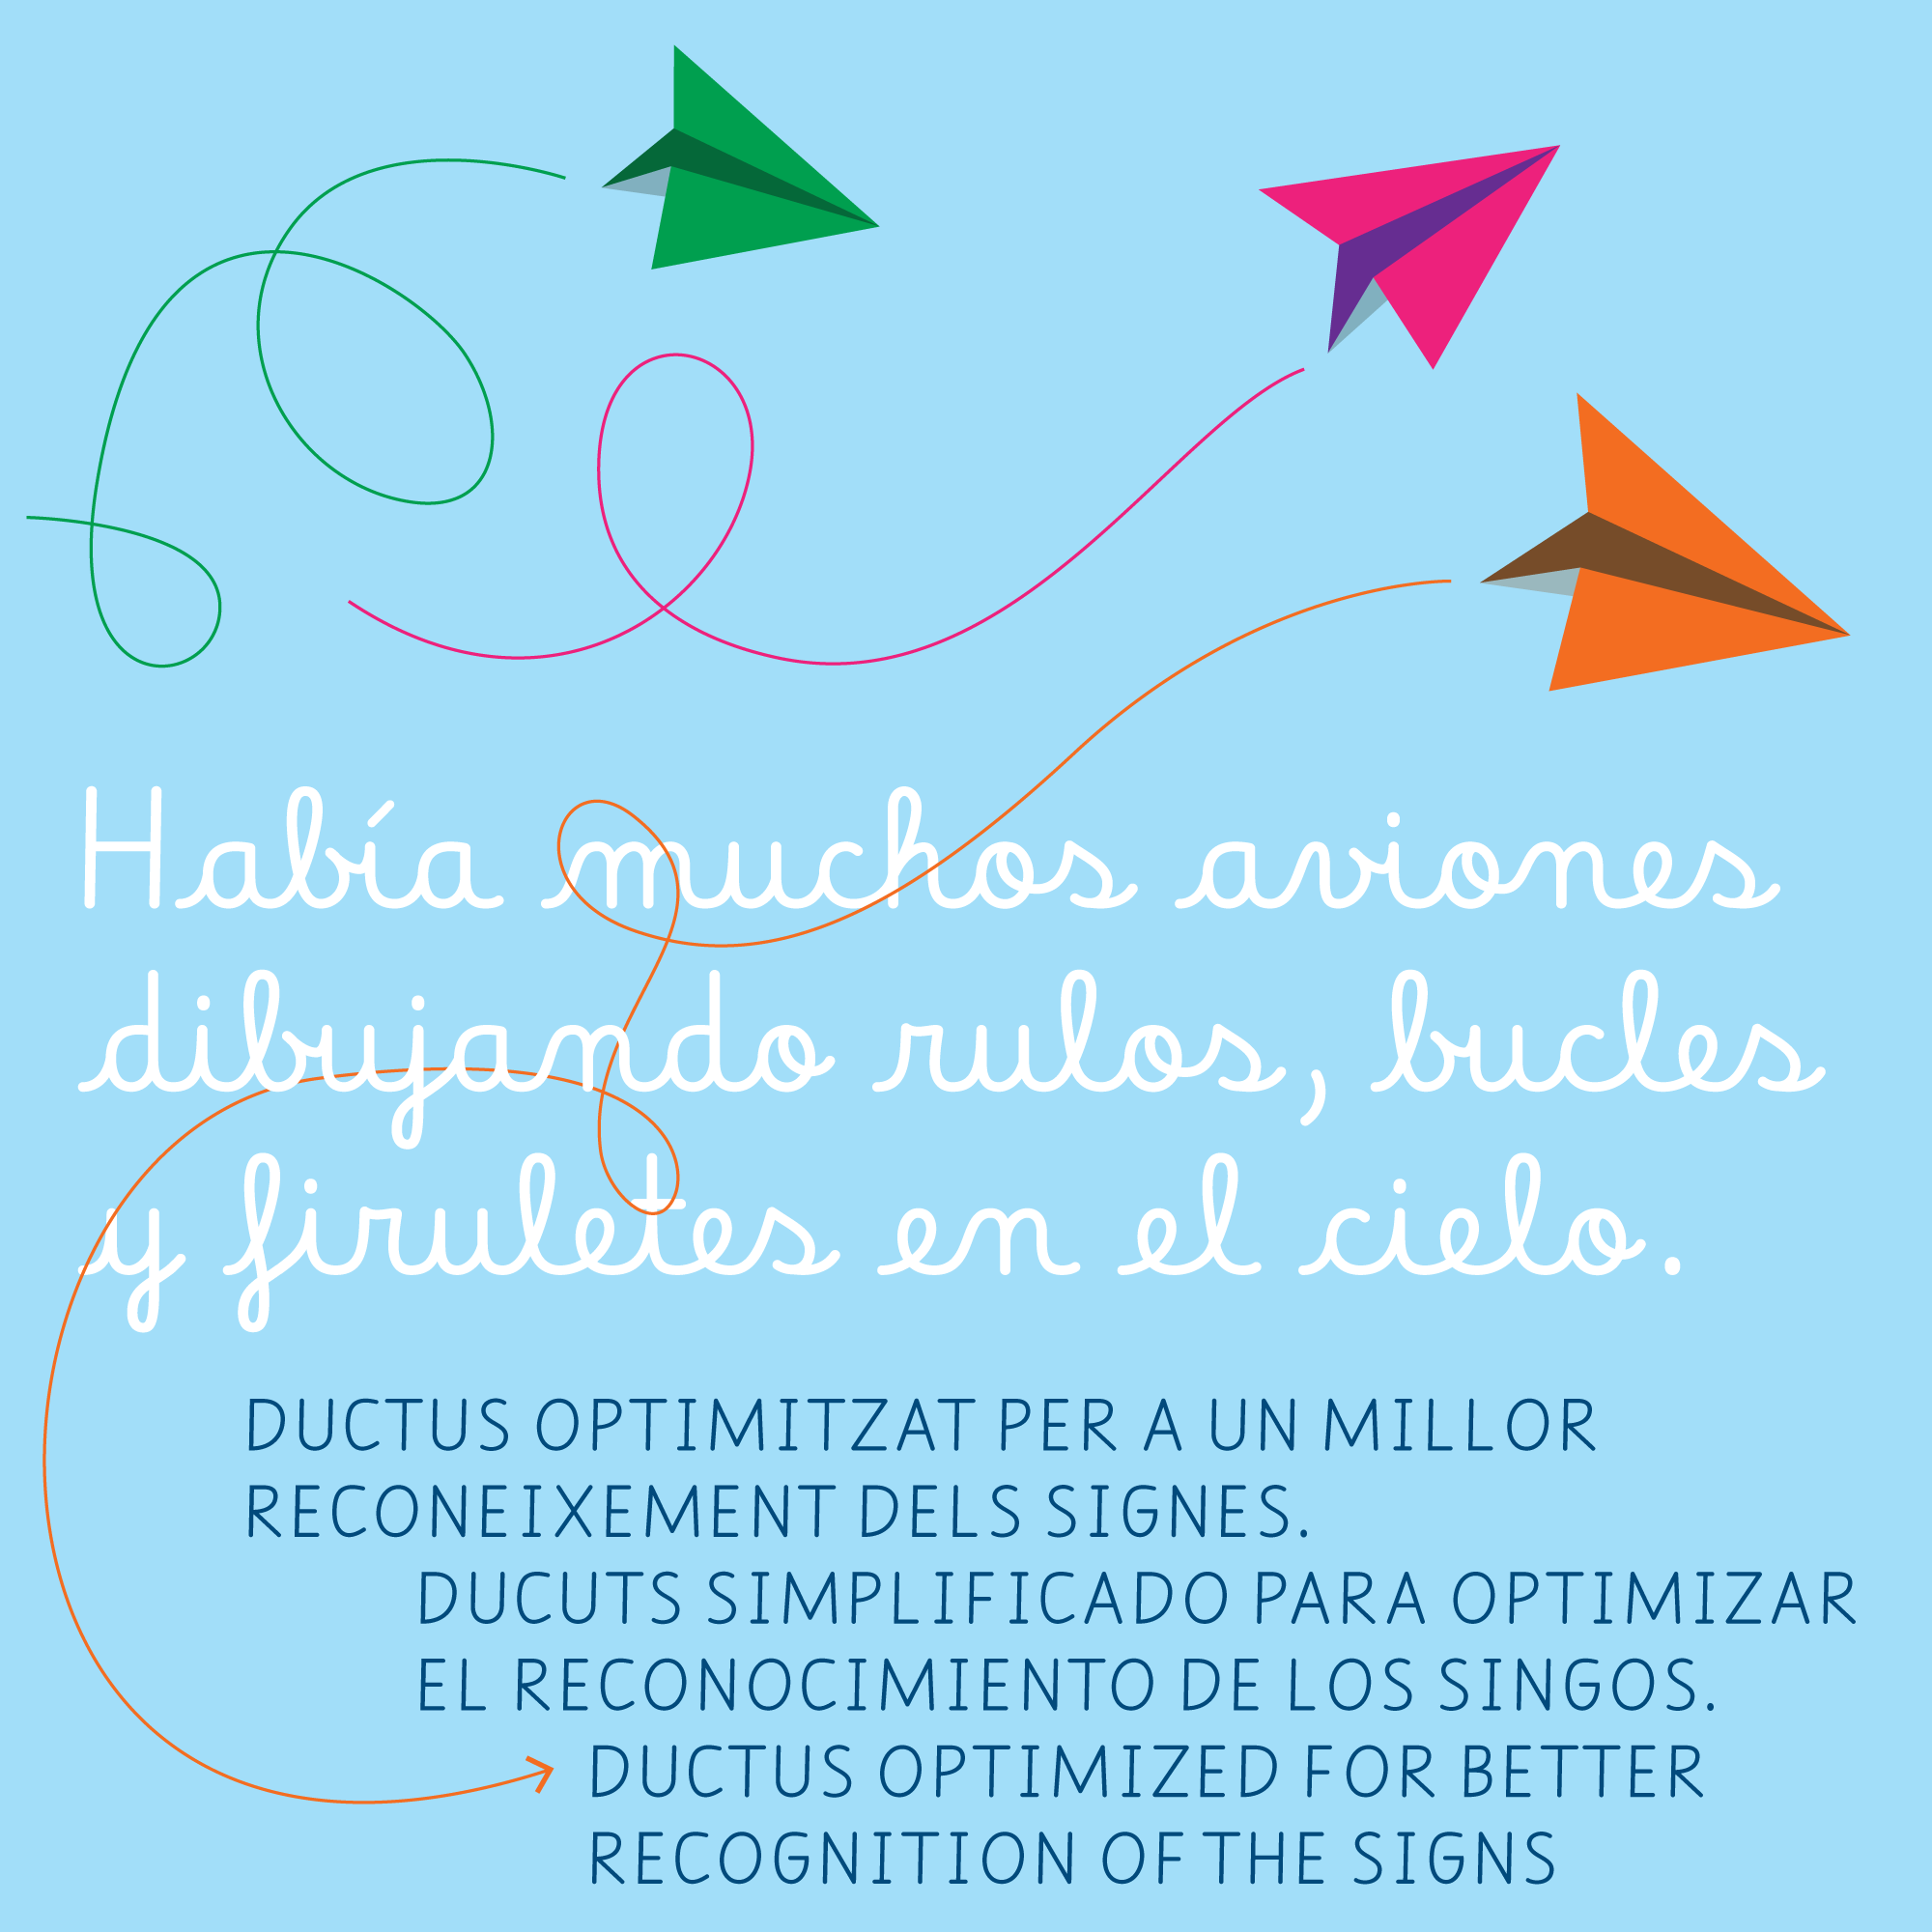 Había muchos aviones
dibujando rulos, bucles
y firuletes en el cielo.
DUCTUS OPTIMITZAT PER A UN MILLOR
RECONEIXEMENT DELS SIGNES.
DUCUTS SIMPLIFICADO PARA OPTIMIZAR
EL RECONOCIMIENTO DE LOS SINGOS.
DUCTUS OPTIMIZED FOR BETTER
RECOGNITION OF THE SIGNS